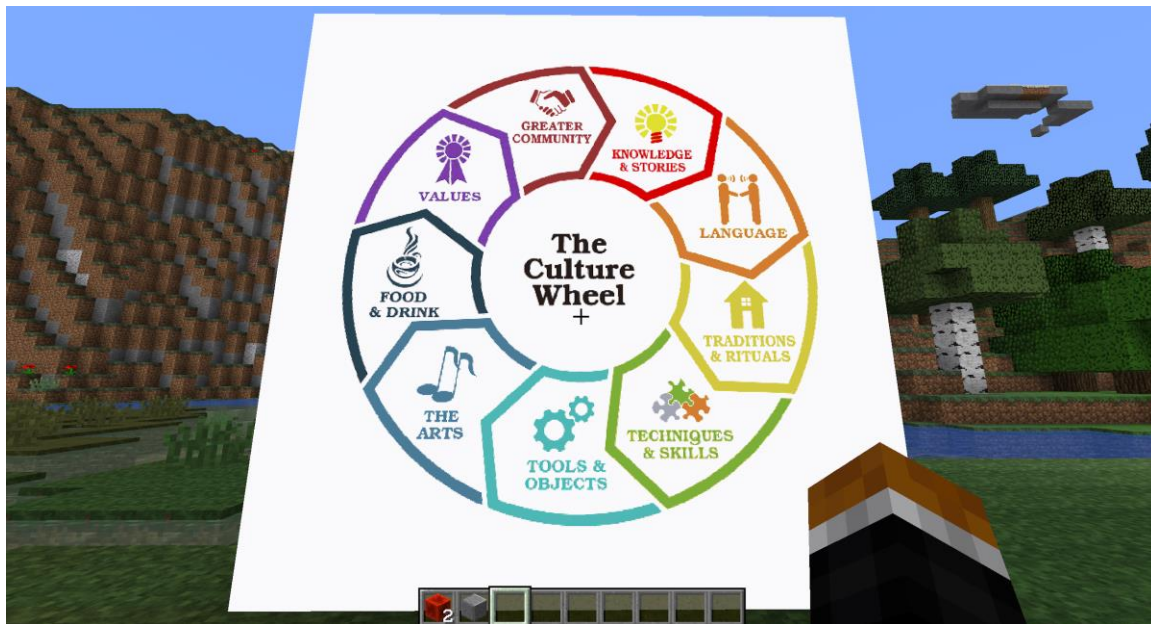 The
Culture
Wheel
GREATER
COMMUNITY
KNOWLEDGE
& STORIES
LANGUAGE
TRADITIONS
& RITUALS
TECHNIQUES
& SKILLS
TOOLS &
OBJECTS
THE
ARTS
FOOD
& DRINK
VALUES
2